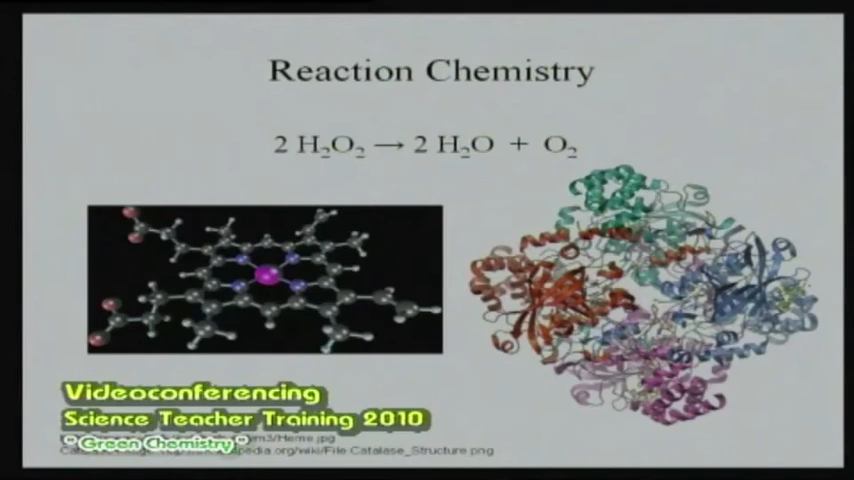 Reaction Chemistry
2 H₂O₂ → 2 H₂O + O₂
Videoconferencing
Science Teacher Training 2010
"Green Chemistry"
m3/Heme.jpg
pedia.org/wiki/File Catalase_Structure.png